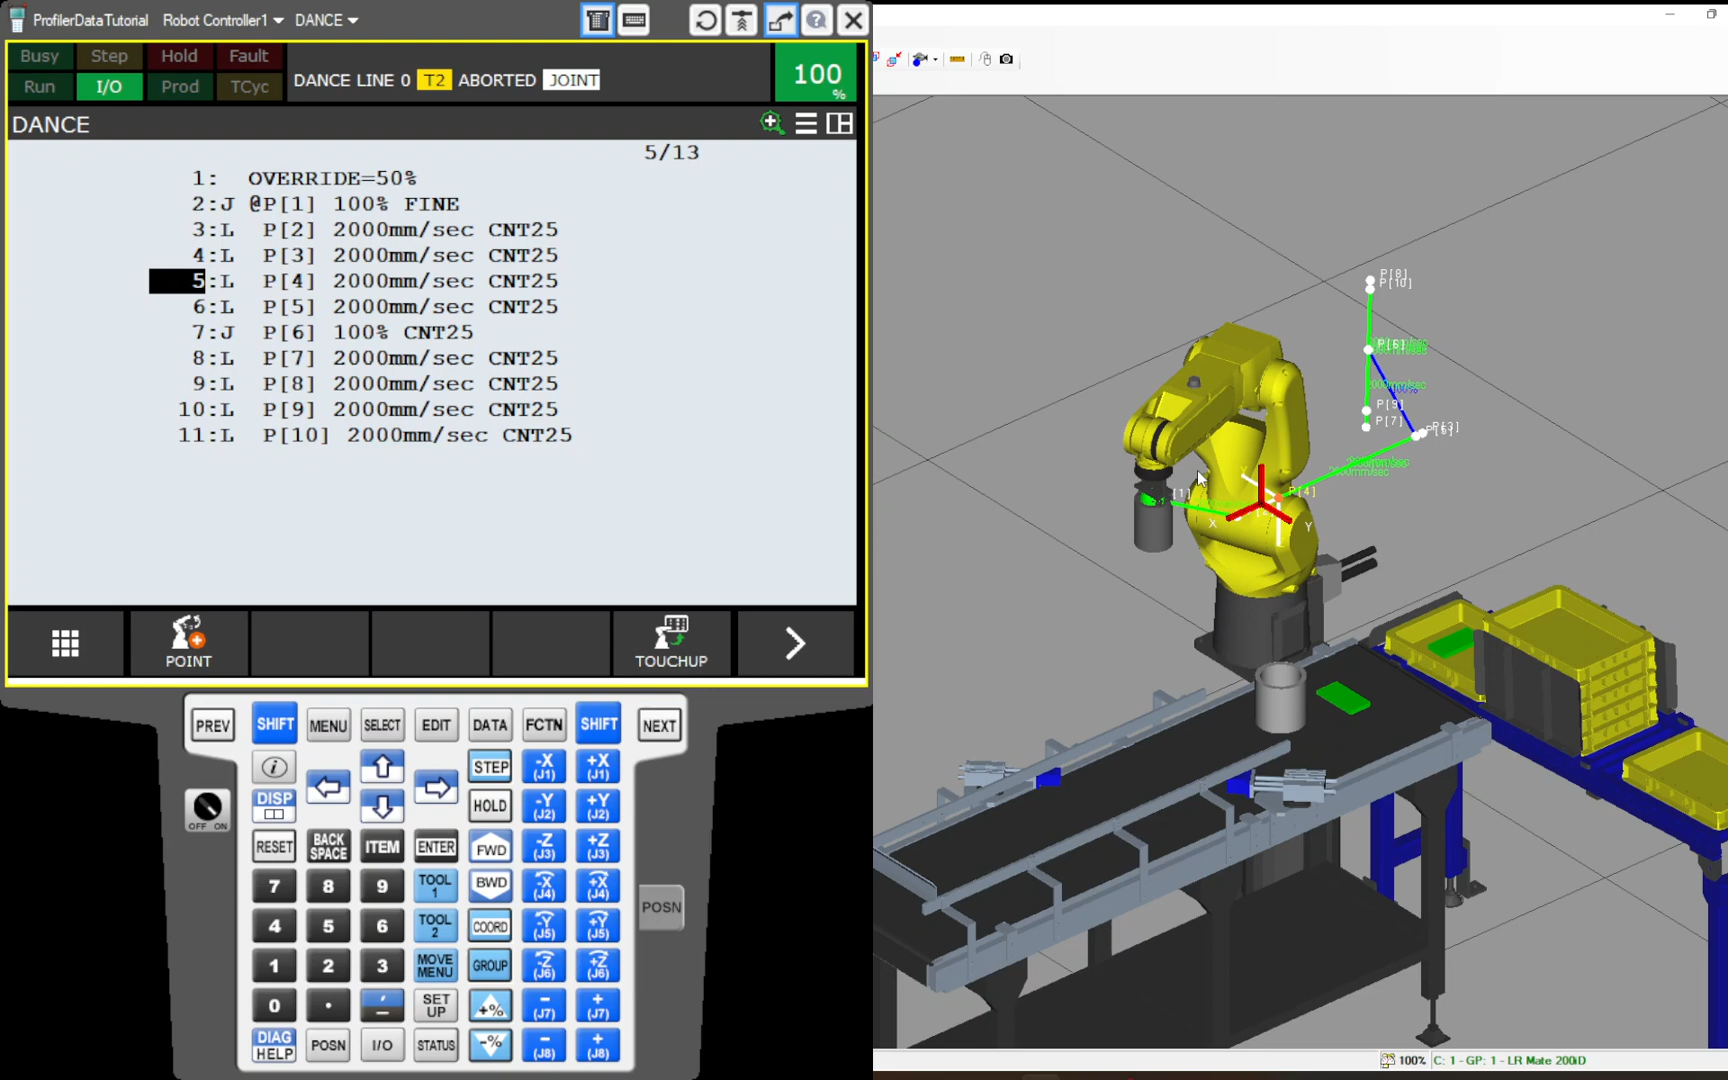 ProfilerDataTutorial Robot Controller1 DANCE
Busy Step Hold Fault
Run I/O Prod TCyc
DANCE LINE 0 T2 ABORTED JOINT
100
%
DANCE
5/13
1: OVERRIDE=50%
2:J @P[1] 100% FINE
3:L P[2] 2000mm/sec CNT25
4:L P[3] 2000mm/sec CNT25
5:L P[4] 2000mm/sec CNT25
6:L P[5] 2000mm/sec CNT25
7:J P[6] 100% CNT25
8:L P[7] 2000mm/sec CNT25
9:L P[8] 2000mm/sec CNT25
10:L P[9] 2000mm/sec CNT25
11:L P[10] 2000mm/sec CNT25
POINT
TOUCHUP
PREV SHIFT MENU SELECT EDIT DATA FCTN SHIFT NEXT
i STEP -X (J1) +X (J1)
OFF ON DISP HOLD -Y (J2) +Y (J2)
RESET BACK SPACE ITEM ENTER FWD -Z (J3) +Z (J3)
7 8 9 TOOL 1 BWD -X (J4) +X (J4)
POSN
4 5 6 TOOL 2 COORD -Y (J5) +Y (J5)
1 2 3 MOVE MENU GROUP -Z (J6) +Z (J6)
0 . , - SET UP +% - (J7) + (J7)
DIAG HELP POSN I/O STATUS -% - (J8) + (J8)
P[8]
P[10]
P[6]
2000mm/sec
P[9]
P[7]
P[3]
2000mm/sec
P[4]
X
Y
100% C: 1 - GP: 1 - LR Mate 200iD